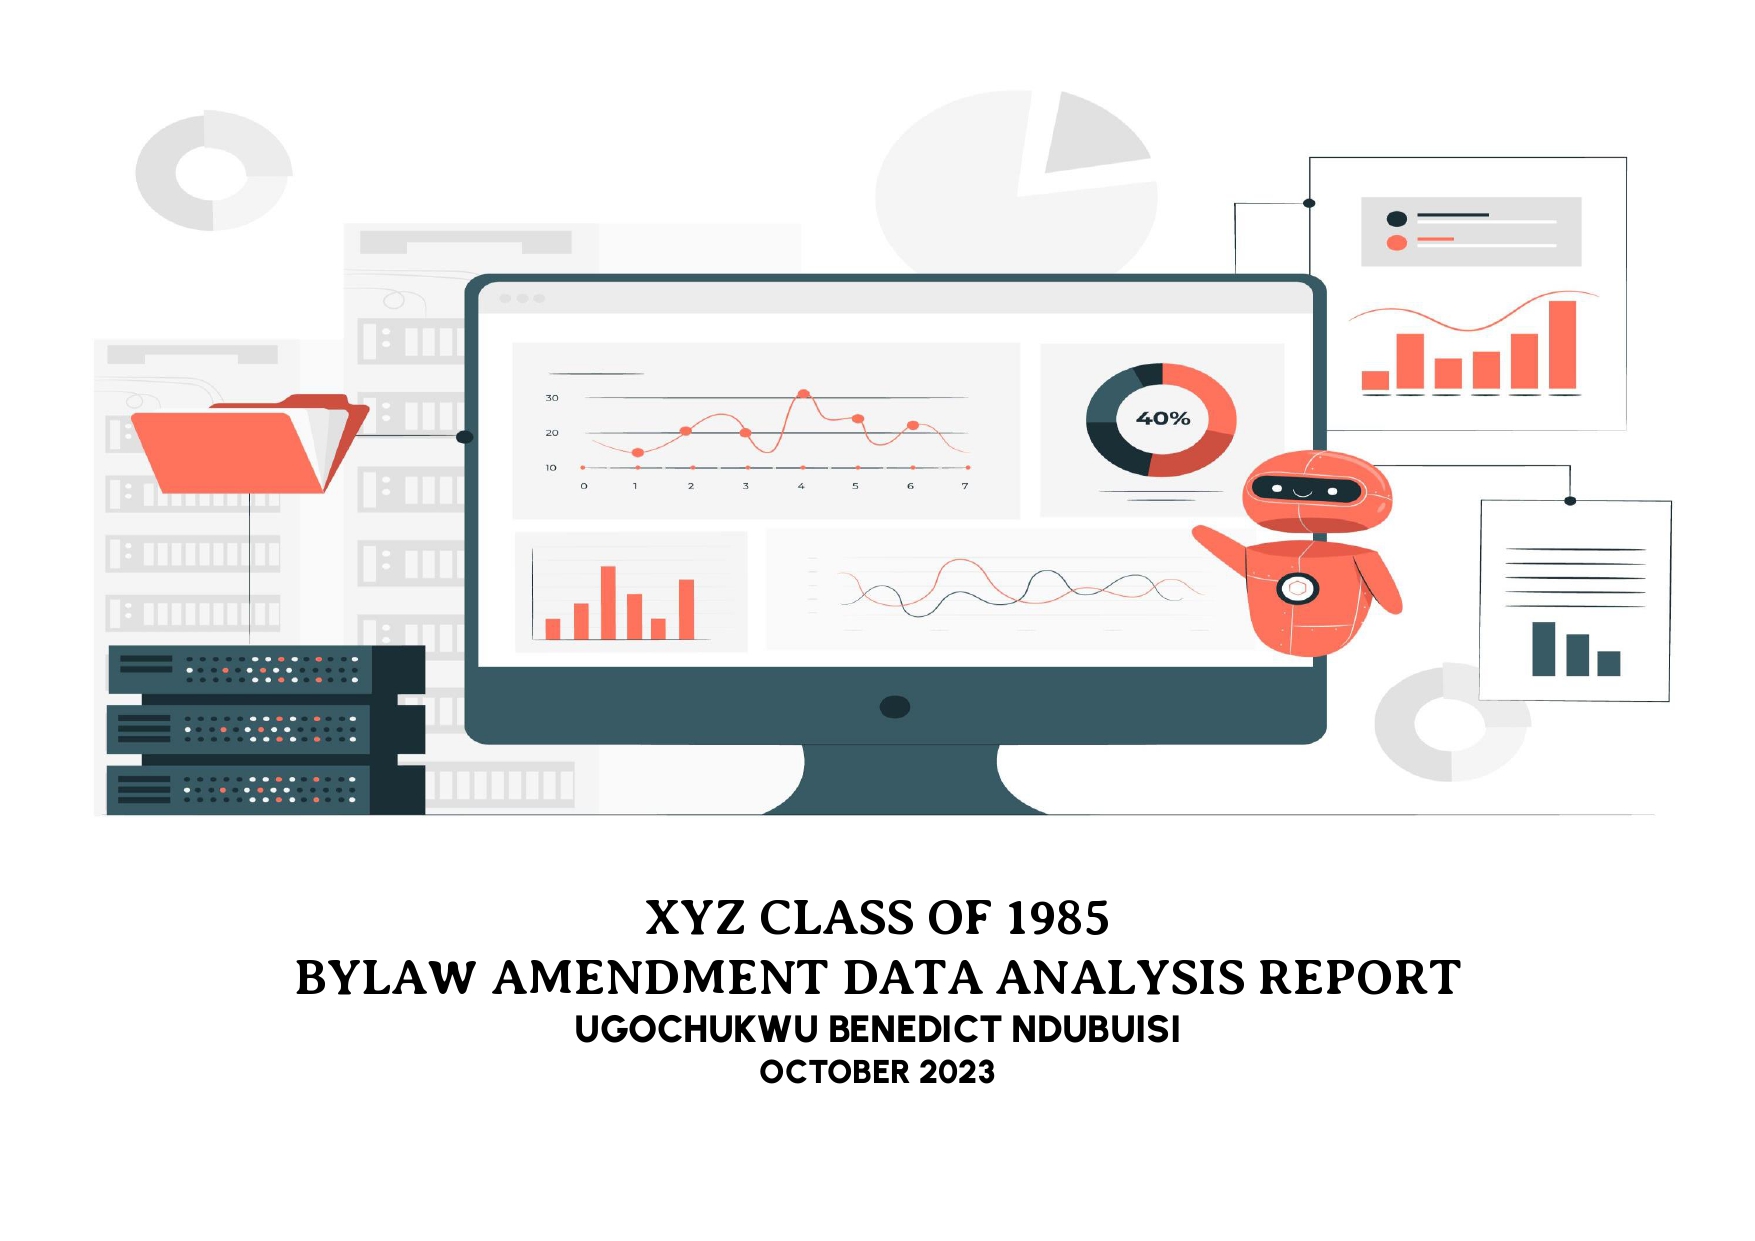 30
20
10
0 1 2 3 4 5 6 7
40%
XYZ CLASS OF 1985
BYLAW AMENDMENT DATA ANALYSIS REPORT
UGOCHUKWU BENEDICT NDUBUISI
OCTOBER 2023